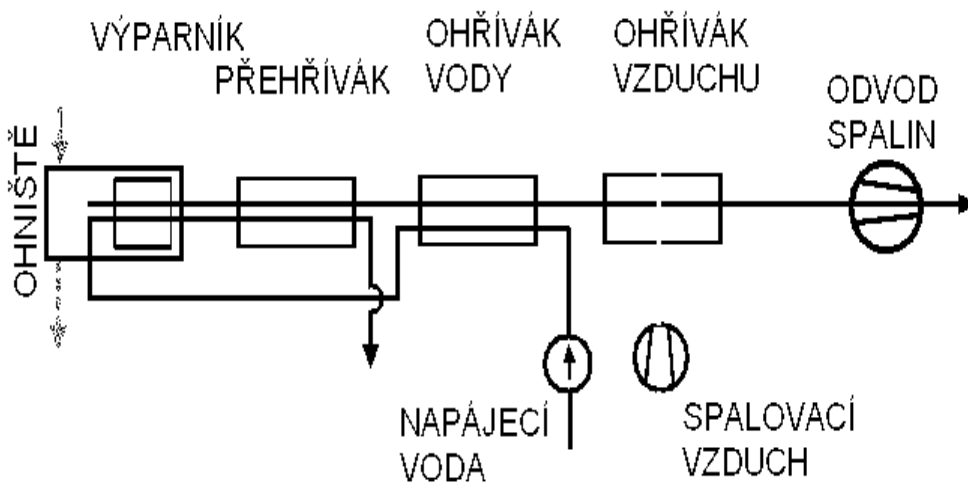 VÝPARNÍK
PŘEHŘÍVÁK
OHŘÍVÁK
VODY
OHŘÍVÁK
VZDUCHU
ODVOD
SPALIN
OHNIŠTĚ
NAPÁJECÍ
VODA
SPALOVACÍ
VZDUCH